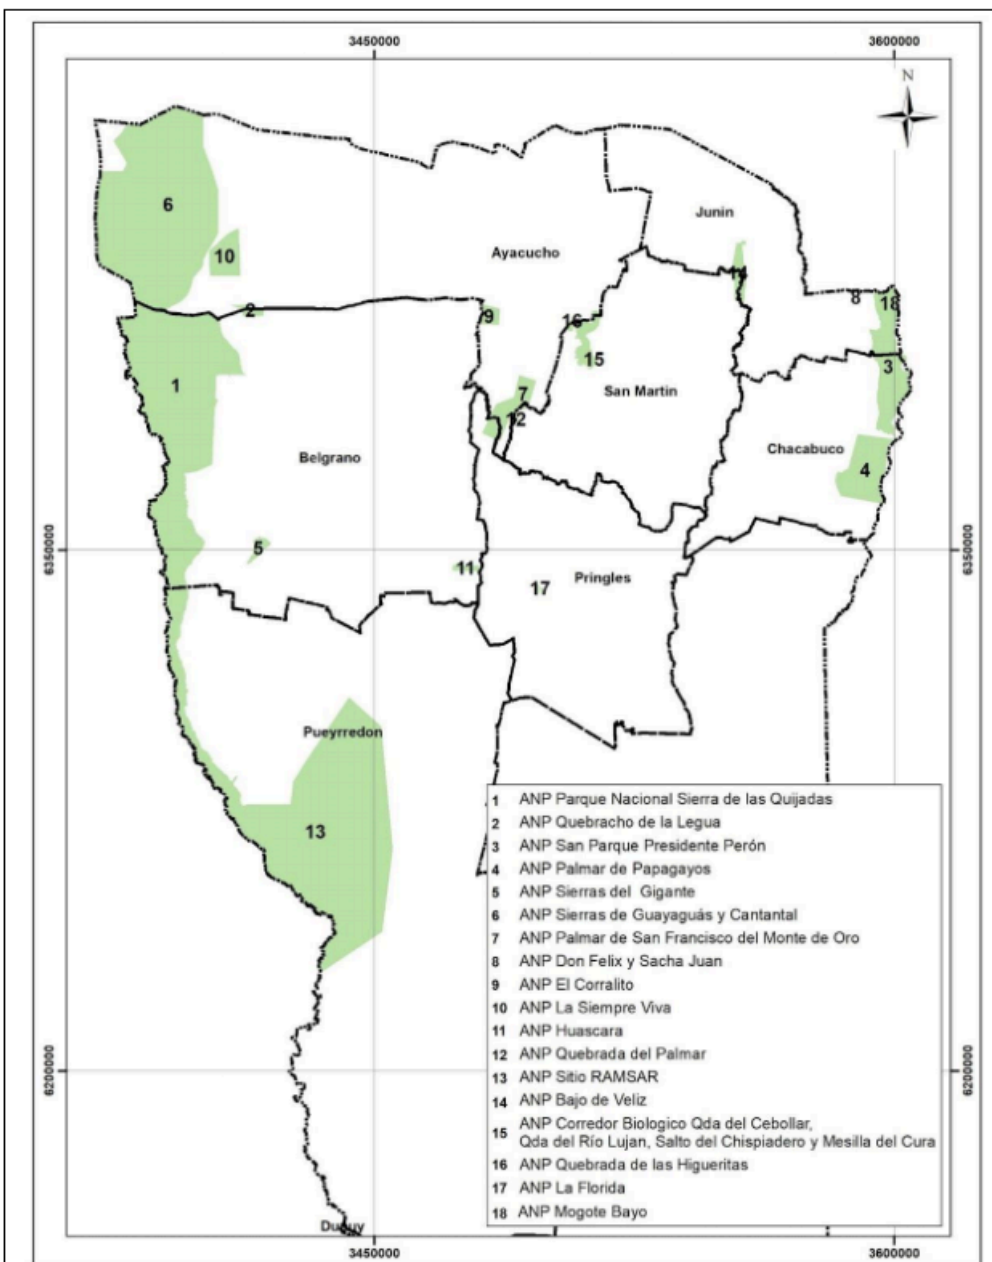 3450000
3600000
N
6
Junin
10
Ayacucho
14
8
18
2
9
16
15
3
1
7
San Martin
12
Chacabuco
Belgrano
4
5
6350000
6350000
11
17
Pringles
Pueyrredon
13
1 ANP Parque Nacional Sierra de las Quijadas
2 ANP Quebracho de la Legua
3 ANP San Parque Presidente Perón
4 ANP Palmar de Papagayos
5 ANP Sierras del Gigante
6 ANP Sierras de Guayaguás y Cantantal
7 ANP Palmar de San Francisco del Monte de Oro
8 ANP Don Felix y Sacha Juan
9 ANP El Corralito
10 ANP La Siempre Viva
11 ANP Huascara
12 ANP Quebrada del Palmar
13 ANP Sitio RAMSAR
14 ANP Bajo de Veliz
15 ANP Corredor Biologico Qda del Cebollar,
Qda del Río Lujan, Salto del Chispiadero y Mesilla del Cura
16 ANP Quebrada de las Higueritas
17 ANP La Florida
18 ANP Mogote Bayo
6200000
6200000
Dupuy
3450000
3600000